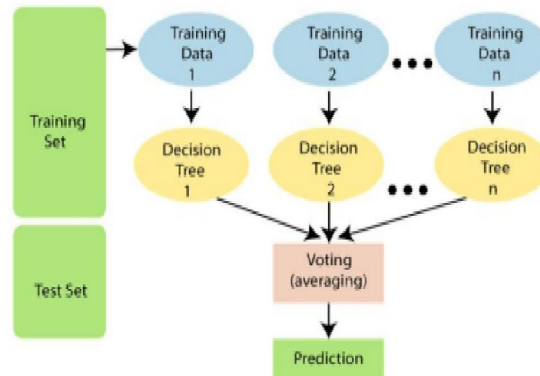 Training
Data
1
Training
Data
2
Training
Data
n
Training
Set
Decision
Tree
1
Decision
Tree
2
Decision
Tree
n
Test Set
Voting
(averaging)
Prediction